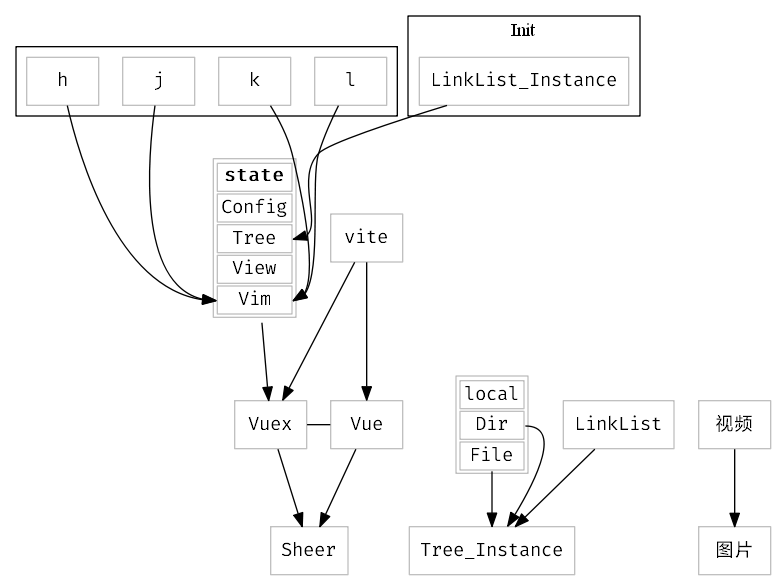 Init
h
j
k
l
LinkList_Instance
state
Config
Tree
View
Vim
vite
Vuex
Vue
local
Dir
File
LinkList
视频
Sheer
Tree_Instance
图片